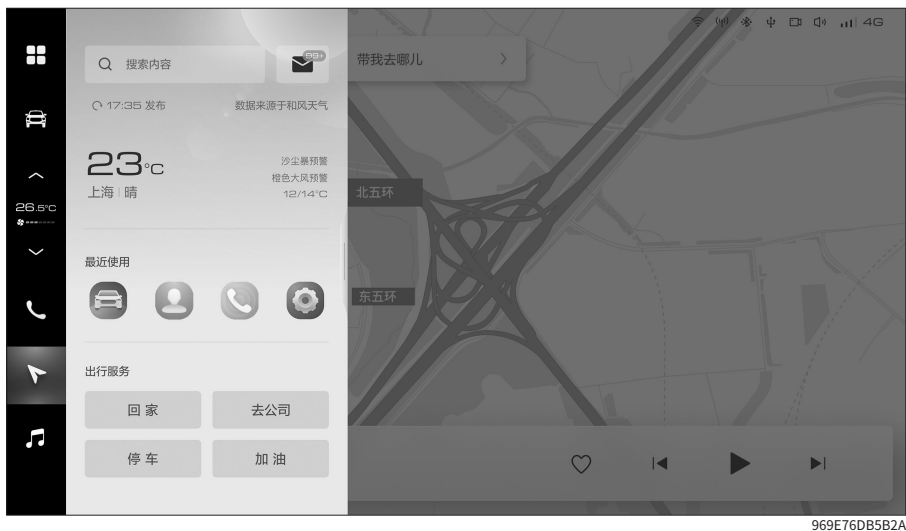 4G
搜索内容
99+
带我去哪儿
17:35 发布
数据来源于和风天气
23°C
上海 | 晴
沙尘暴预警
橙色大风预警
12/14°C
26.5°C
北五环
最近使用
东五环
出行服务
回家
去公司
停车
加油
969E76DB5B2A